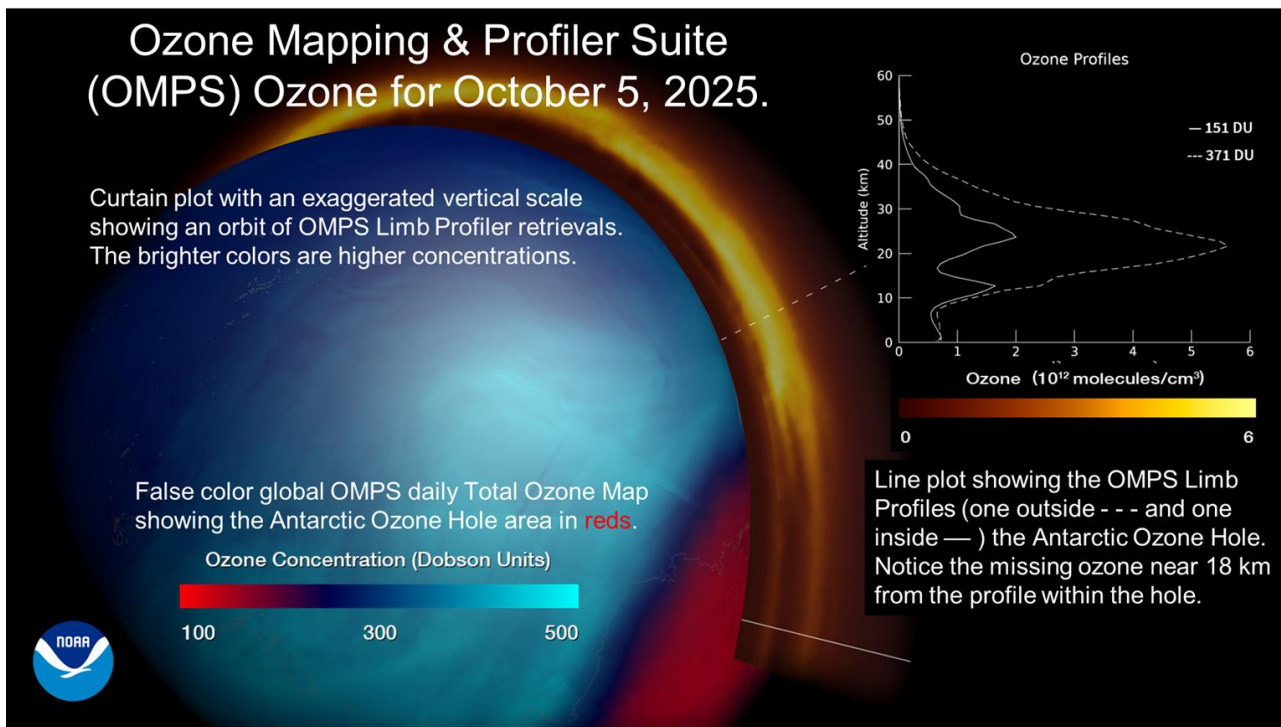 Ozone Mapping & Profiler Suite
(OMPS) Ozone for October 5, 2025.
Curtain plot with an exaggerated vertical scale
showing an orbit of OMPS Limb Profiler retrievals.
The brighter colors are higher concentrations.
False color global OMPS daily Total Ozone Map
showing the Antarctic Ozone Hole area in reds.
Ozone Concentration (Dobson Units)
100 300 500
NOAA
Ozone Profiles
— 151 DU
--- 371 DU
Altitude (km)
60
50
40
30
20
10
0
0 1 2 3 4 5 6
Ozone (10¹² molecules/cm³)
0 6
Line plot showing the OMPS Limb
Profiles (one outside - - - and one
inside — ) the Antarctic Ozone Hole.
Notice the missing ozone near 18 km
from the profile within the hole.